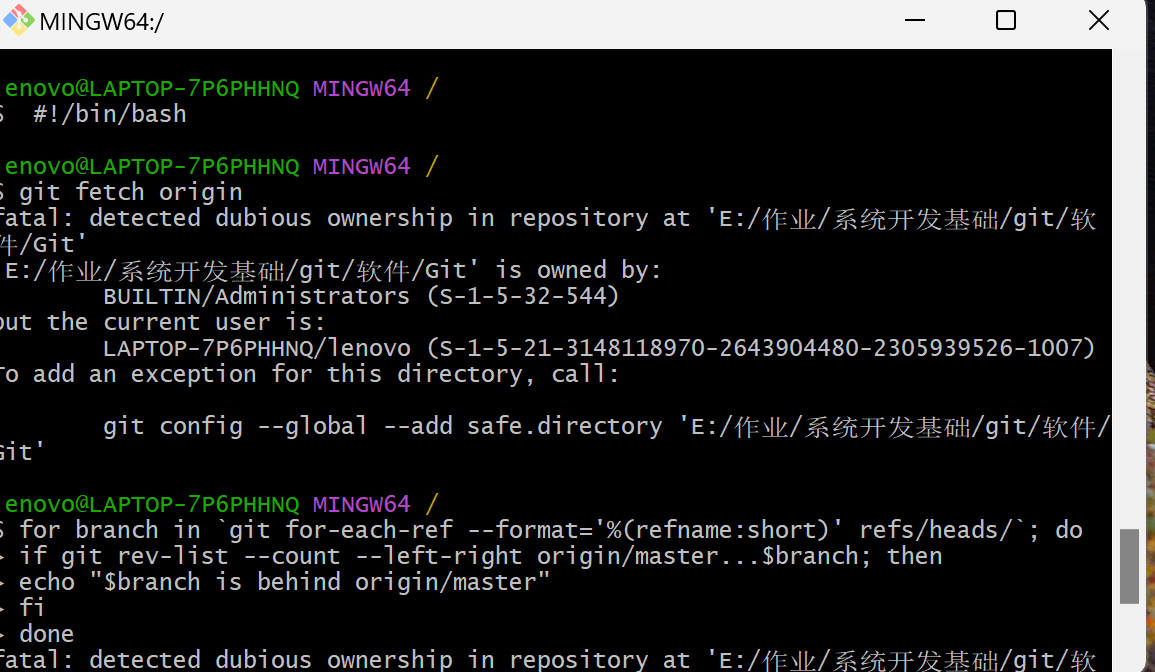 MINGW64:/
enovo@LAPTOP-7P6PHHNQ MINGW64 /
$  #!/bin/bash
enovo@LAPTOP-7P6PHHNQ MINGW64 /
$ git fetch origin
fatal: detected dubious ownership in repository at 'E:/作业/系统开发基础/git/软
件/Git'
E:/作业/系统开发基础/git/软件/Git' is owned by:
        BUILTIN/Administrators (S-1-5-32-544)
but the current user is:
        LAPTOP-7P6PHHNQ/lenovo (S-1-5-21-3148118970-2643904480-2305939526-1007)
To add an exception for this directory, call:
        git config --global --add safe.directory 'E:/作业/系统开发基础/git/软件/
Git'
enovo@LAPTOP-7P6PHHNQ MINGW64 /
$ for branch in `git for-each-ref --format='%(refname:short)' refs/heads/`; do
> if git rev-list --count --left-right origin/master...$branch; then
> echo "$branch is behind origin/master"
> fi
> done
fatal: detected dubious ownership in repository at 'E:/作业/系统开发基础/git/软